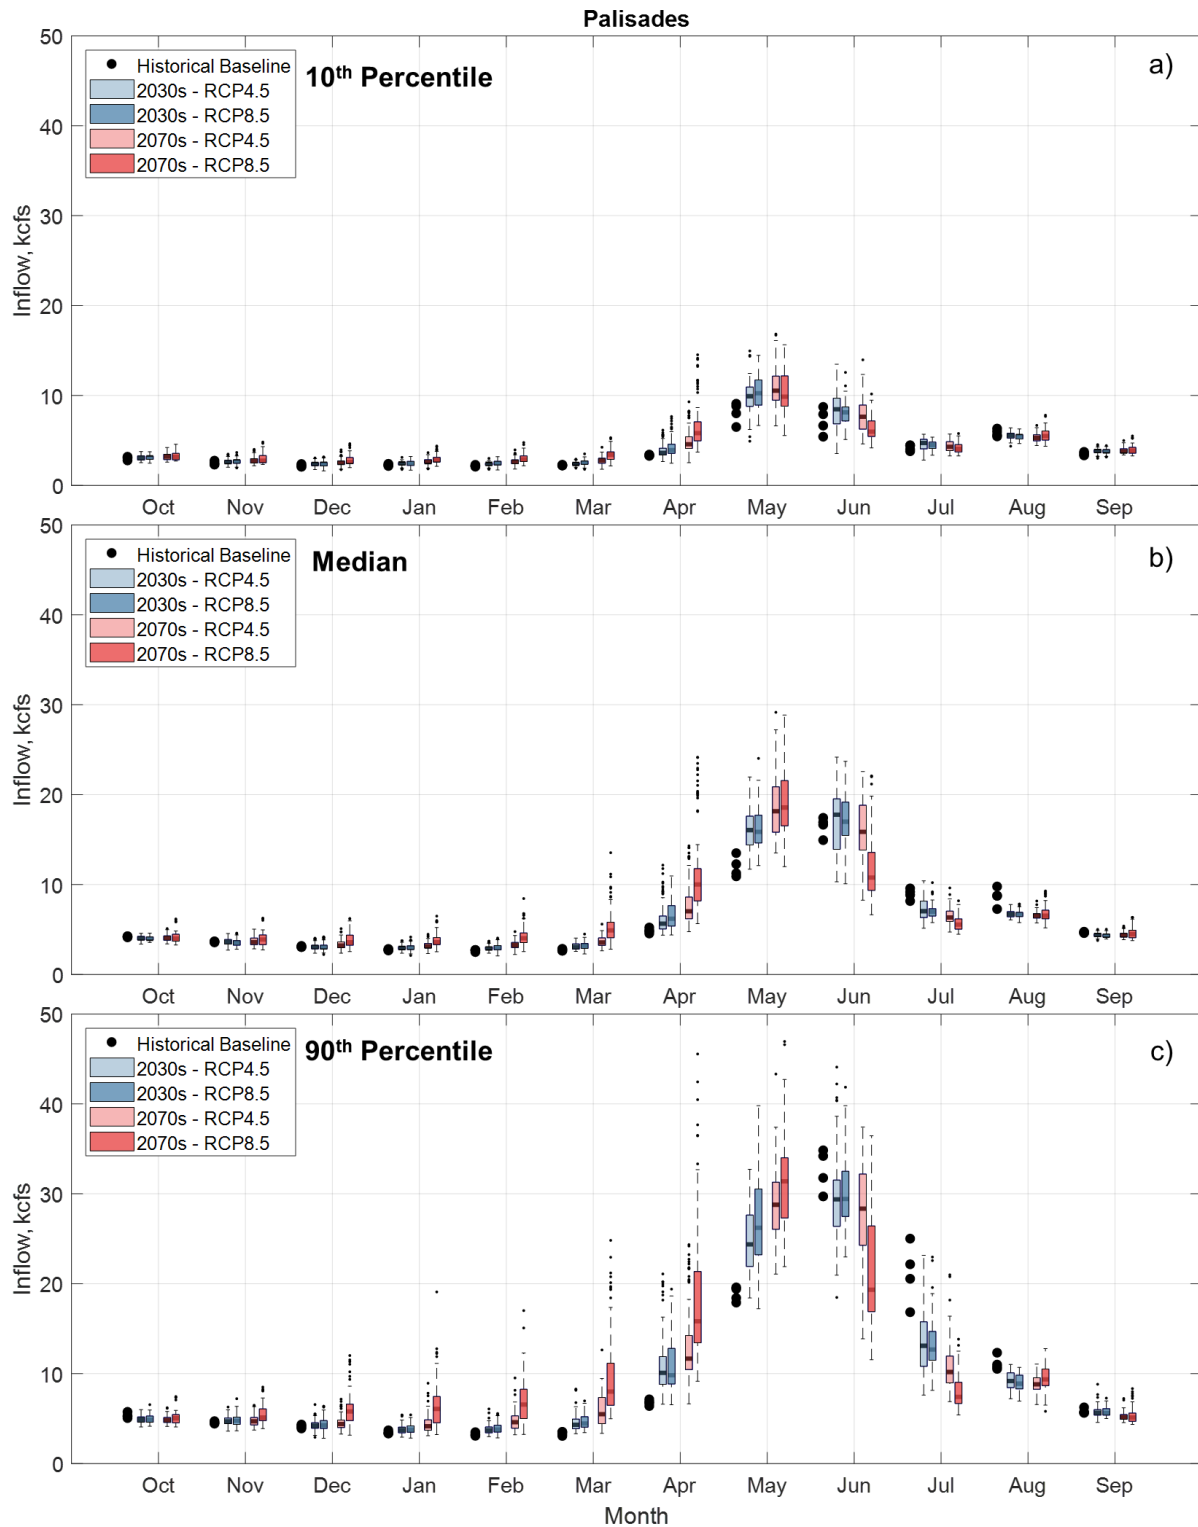 Palisades
a)
10th Percentile
Historical Baseline
2030s - RCP4.5
2030s - RCP8.5
2070s - RCP4.5
2070s - RCP8.5
Inflow, kcfs
50
40
30
20
10
0
Oct Nov Dec Jan Feb Mar Apr May Jun Jul Aug Sep
b)
Median
Historical Baseline
2030s - RCP4.5
2030s - RCP8.5
2070s - RCP4.5
2070s - RCP8.5
Inflow, kcfs
50
40
30
20
10
0
Oct Nov Dec Jan Feb Mar Apr May Jun Jul Aug Sep
c)
90th Percentile
Historical Baseline
2030s - RCP4.5
2030s - RCP8.5
2070s - RCP4.5
2070s - RCP8.5
Inflow, kcfs
50
40
30
20
10
0
Oct Nov Dec Jan Feb Mar Apr May Jun Jul Aug Sep
Month